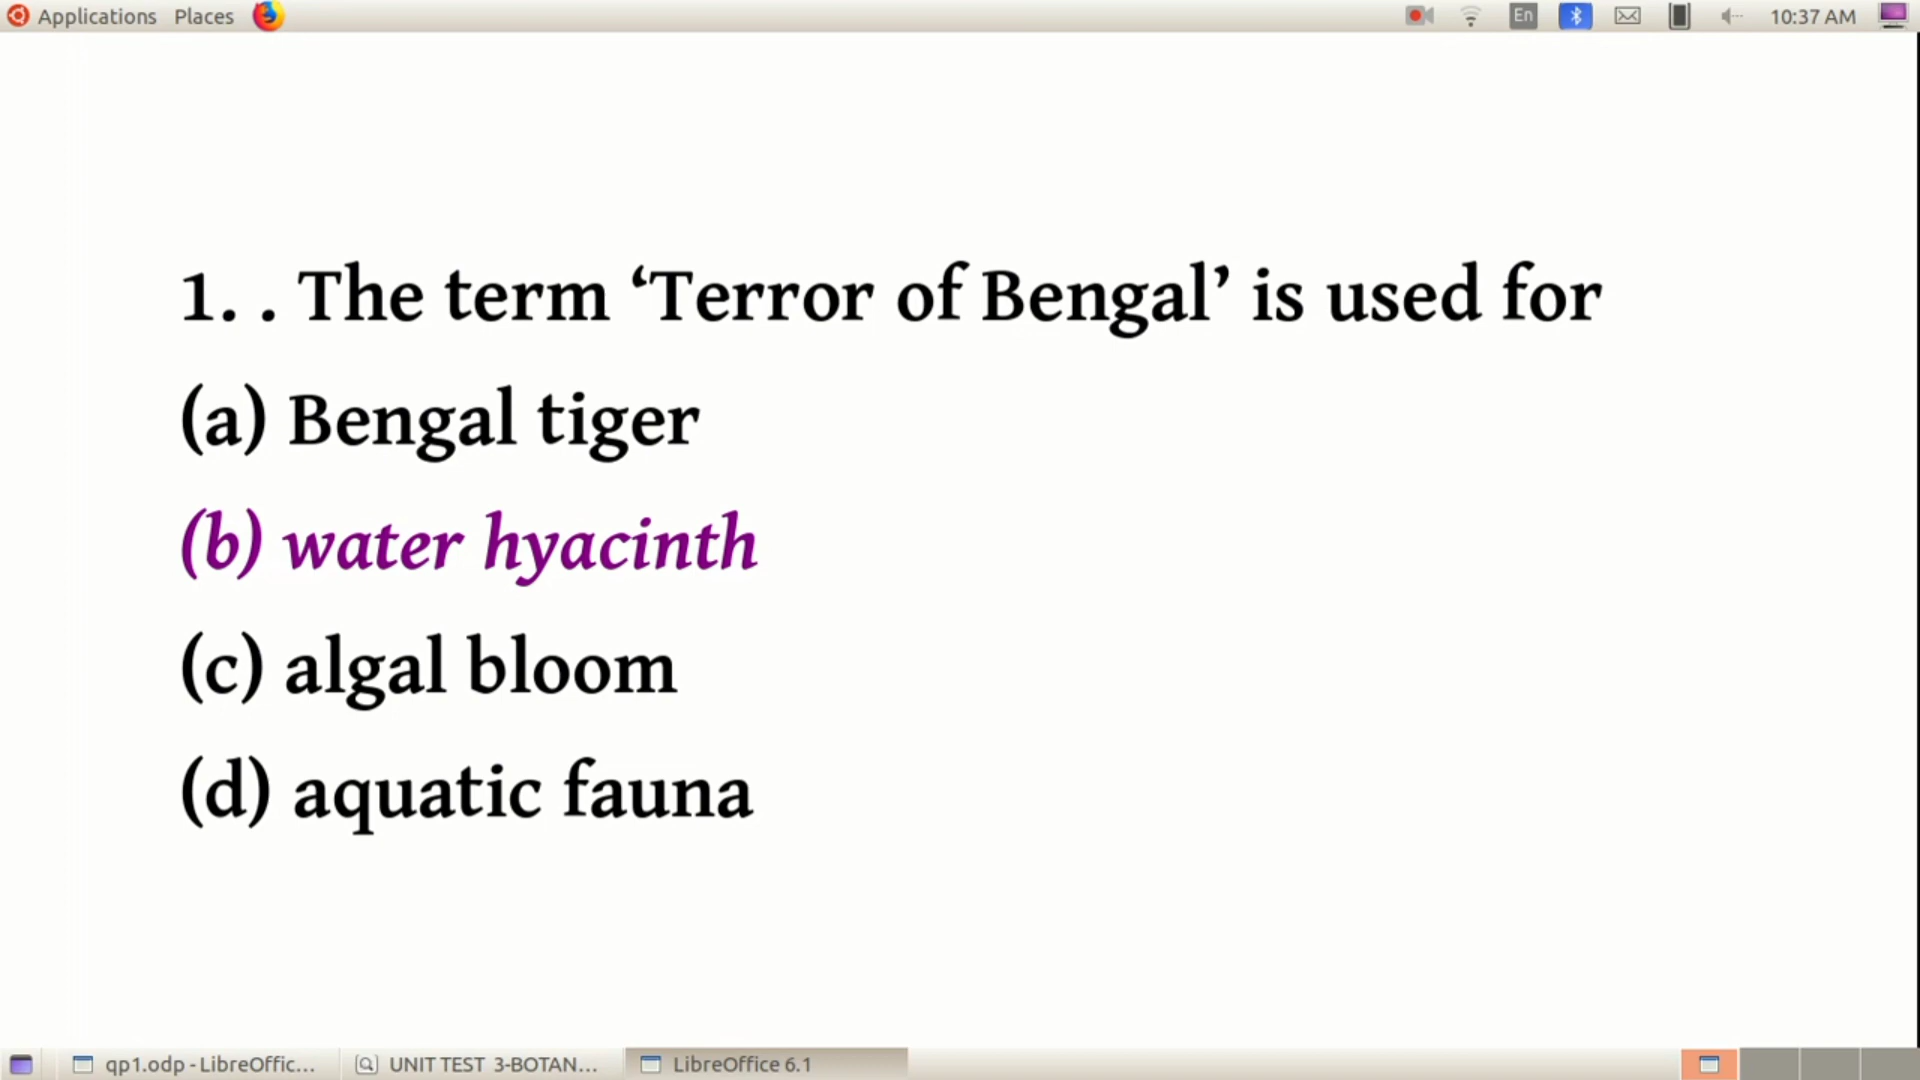 Applications Places En 10:37 AM
1. . The term ‘Terror of Bengal’ is used for
(a) Bengal tiger
(b) water hyacinth
(c) algal bloom
(d) aquatic fauna
qp1.odp - LibreOffic... UNIT TEST 3-BOTAN... LibreOffice 6.1